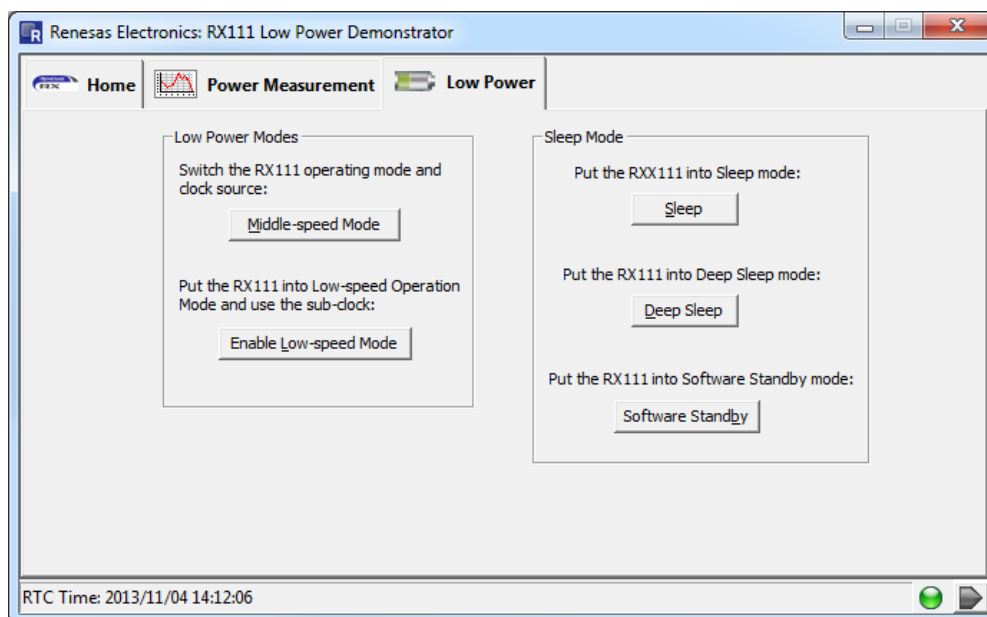 Renesas Electronics: RX111 Low Power Demonstrator
Home
Power Measurement
Low Power
Low Power Modes
Switch the RX111 operating mode and
clock source:
Middle-speed Mode
Put the RX111 into Low-speed Operation
Mode and use the sub-clock:
Enable Low-speed Mode
Sleep Mode
Put the RXX111 into Sleep mode:
Sleep
Put the RX111 into Deep Sleep mode:
Deep Sleep
Put the RX111 into Software Standby mode:
Software Standby
RTC Time: 2013/11/04 14:12:06